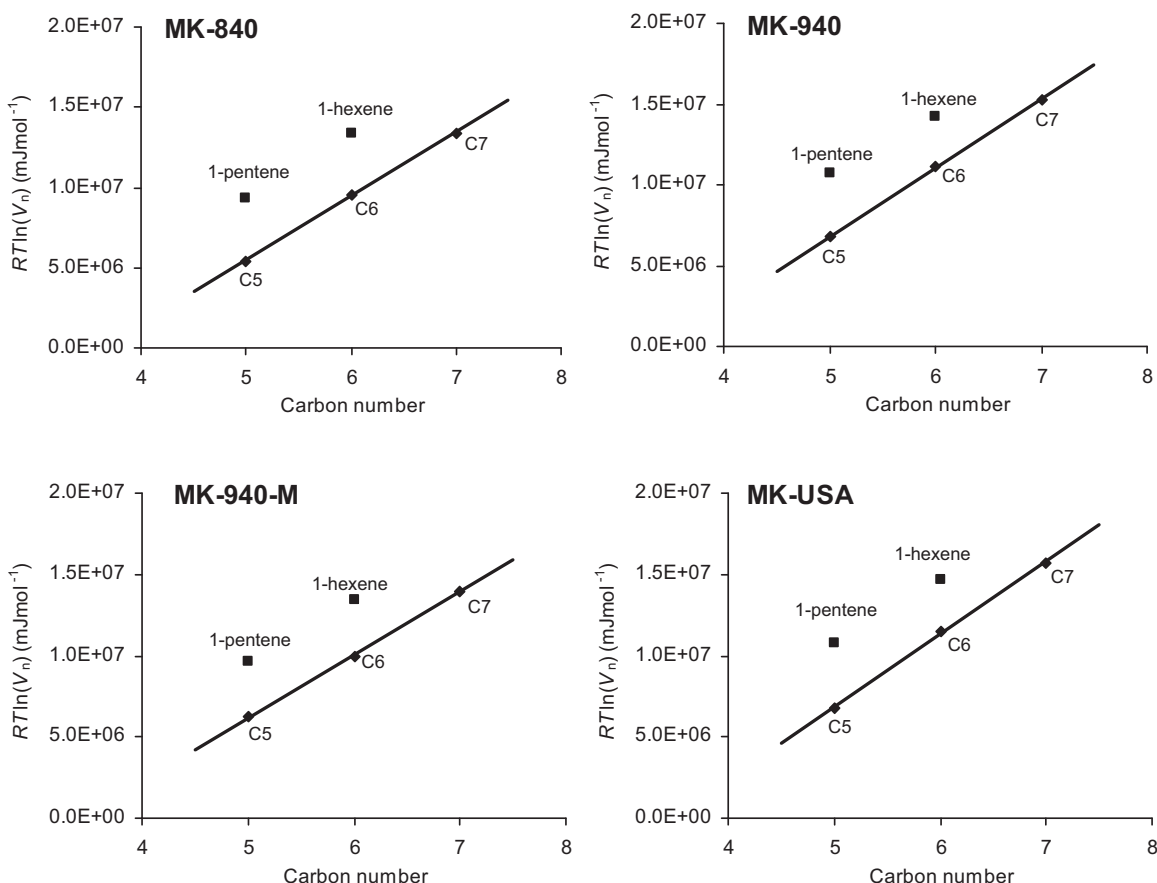 MK-840
2.0E+07
1.5E+07
1.0E+07
5.0E+06
0.0E+00
RTln(Vn) (mJmol-1)
1-hexene
1-pentene
C7
C6
C5
4 5 6 7 8
Carbon number
MK-940
2.0E+07
1.5E+07
1.0E+07
5.0E+06
0.0E+00
RTln(Vn) (mJmol-1)
1-hexene
1-pentene
C7
C6
C5
4 5 6 7 8
Carbon number
MK-940-M
2.0E+07
1.5E+07
1.0E+07
5.0E+06
0.0E+00
RTln(Vn) (mJmol-1)
1-hexene
1-pentene
C7
C6
C5
4 5 6 7 8
Carbon number
MK-USA
2.0E+07
1.5E+07
1.0E+07
5.0E+06
0.0E+00
RTln(Vn) (mJmol-1)
1-hexene
1-pentene
C7
C6
C5
4 5 6 7 8
Carbon number